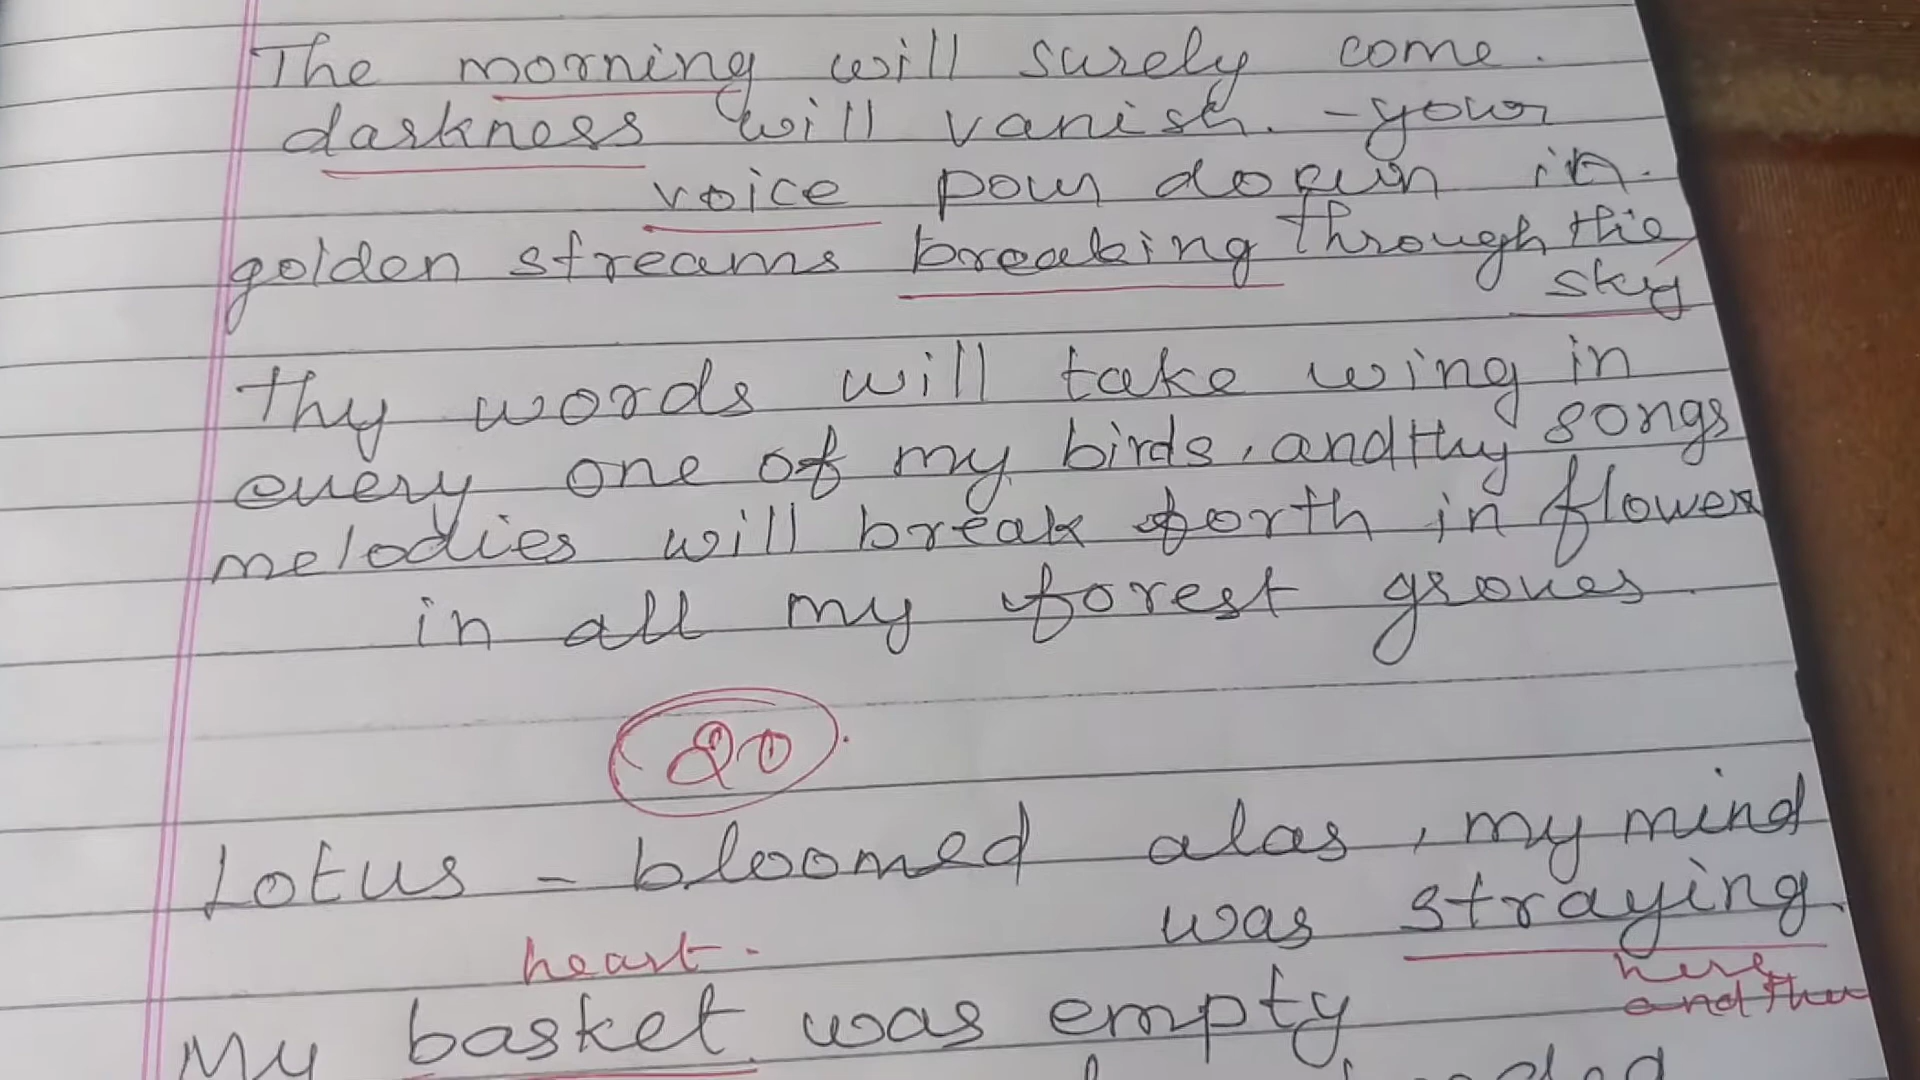 The morning will surely come.
darkness will vanish. - your
voice pour down in.
golden streams breaking through the
sky
Thy words will take wing in
every one of my birds, and thy songs
melodies will break forth in flower
in all my forest groves
20
Lotus - bloomed alas, my mind
was straying.
heart.
here
and the
My basket was empty